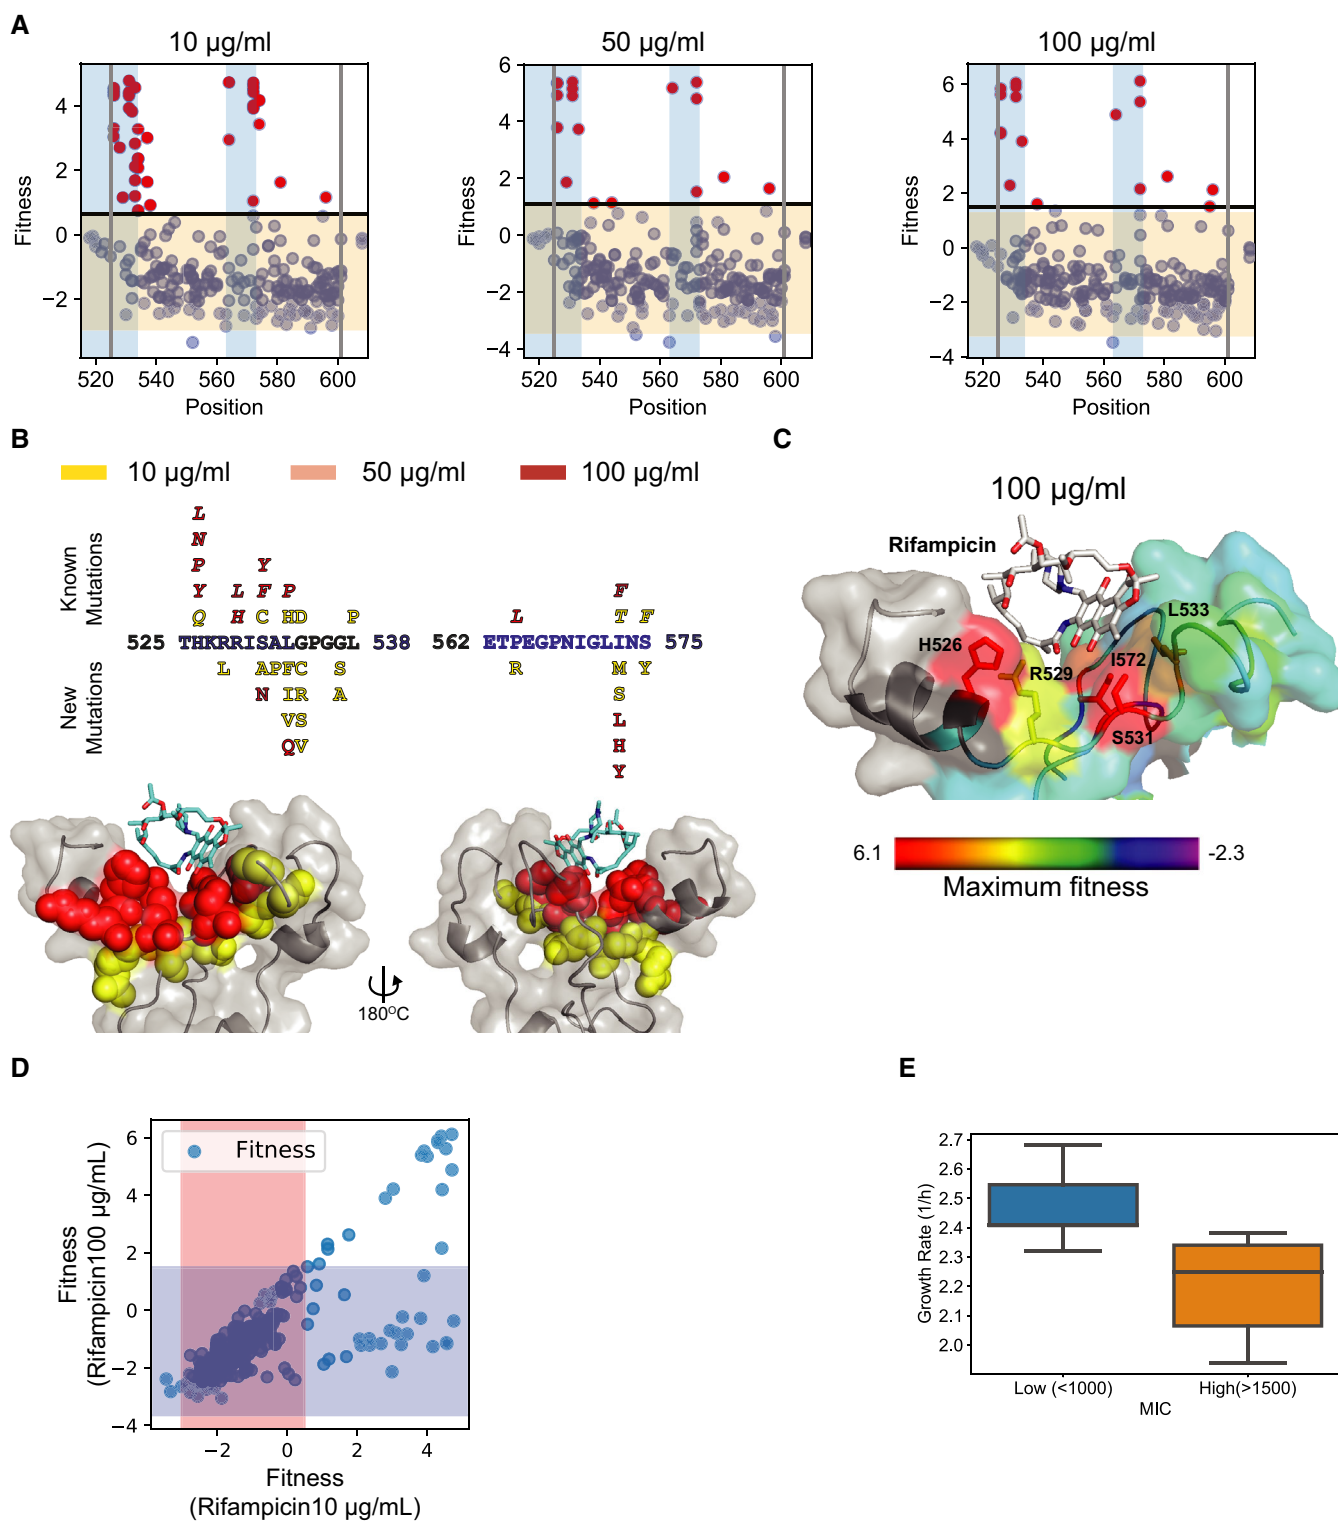 A
10 µg/ml
50 µg/ml
100 µg/ml
Fitness
4
2
0
−2
520 540 560 580 600
Position
Fitness
6
4
2
0
−2
−4
520 540 560 580 600
Position
Fitness
6
4
2
0
−2
−4
520 540 560 580 600
Position
B
10 µg/ml
50 µg/ml
100 µg/ml
Known
Mutations
L
N
P Y
Y L F P F
Q H C HD P L T F
525 THKRRISALGPGGL 538 562 ETPEGPNIGLINS 575
New
Mutations
L APFC S R M Y
N IR A S
VS L
QV H
Y
180°C
C
100 µg/ml
Rifampicin
H526
R529
L533
I572
S531
6.1
-2.3
Maximum fitness
D
Fitness
Fitness
(Rifampicin100 µg/mL)
6
4
2
0
−2
−4
−2 0 2 4
Fitness
(Rifampicin10 µg/mL)
E
Growth Rate (1/h)
2.7
2.6
2.5
2.4
2.3
2.2
2.1
2.0
Low (<1000) High(>1500)
MIC